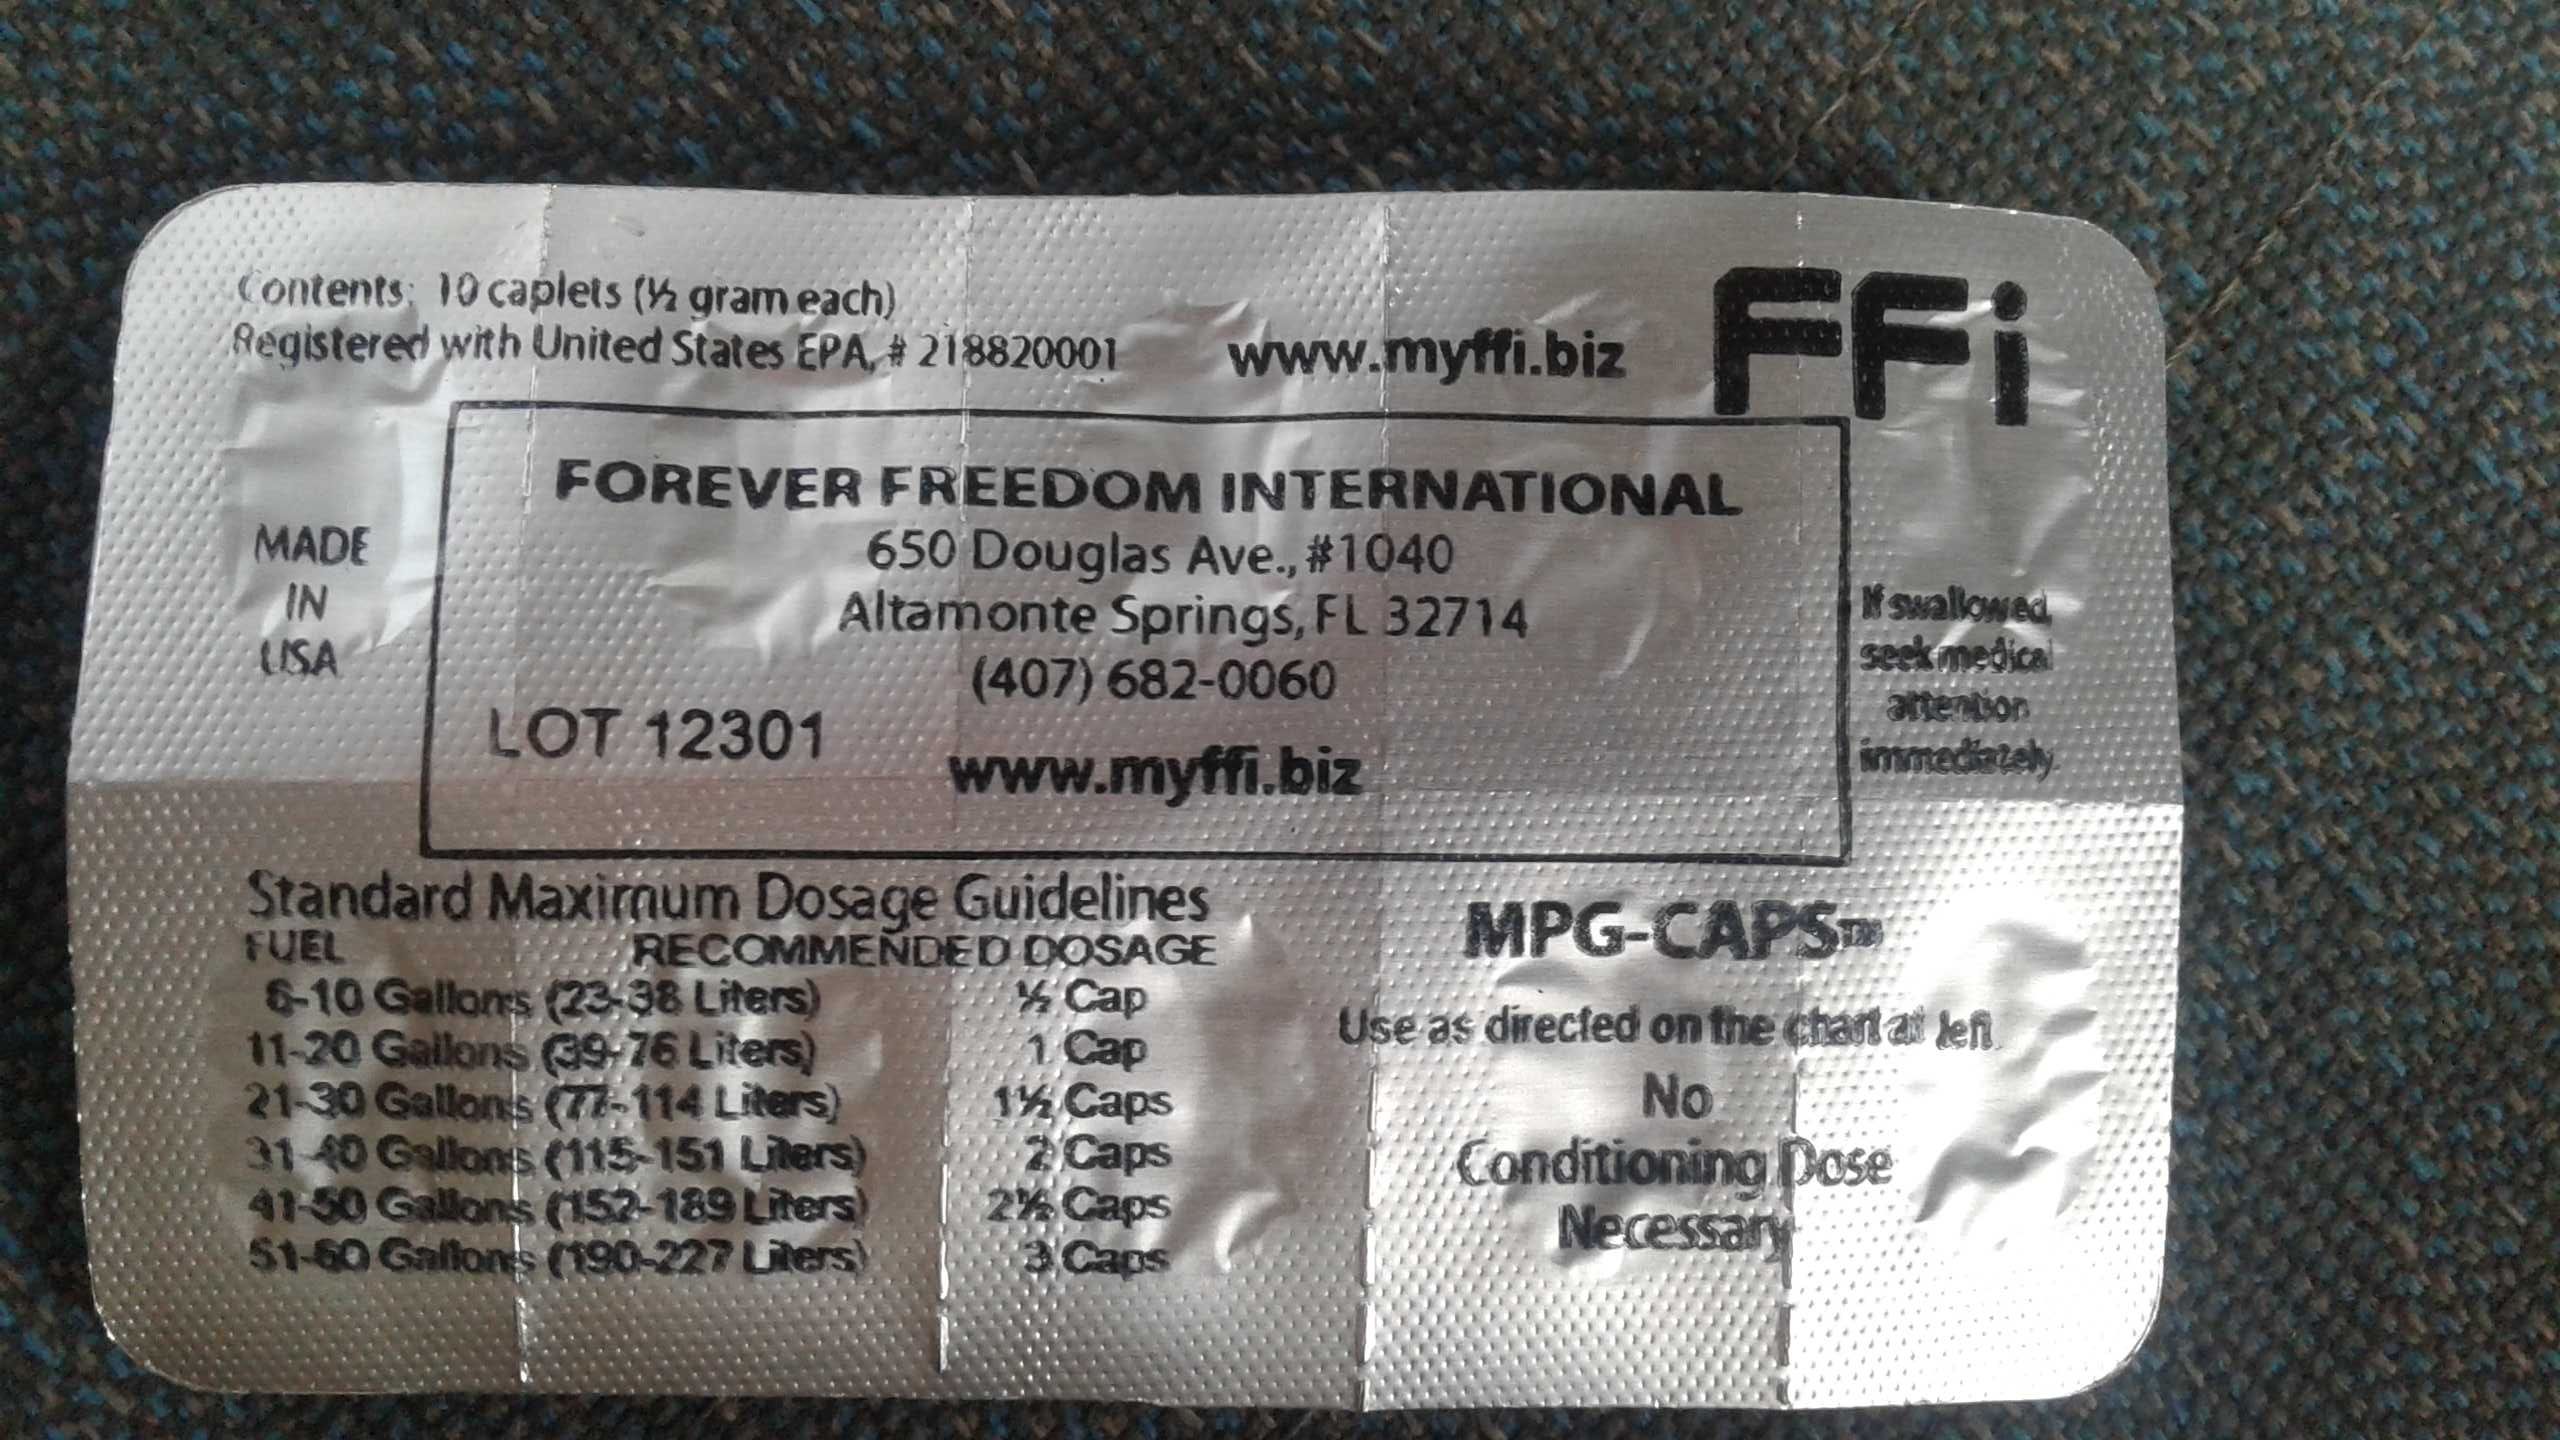 Contents: 10 caplets (½ gram each)
Registered with United States EPA, # 218820001
www.myffi.biz
FFi
FOREVER FREEDOM INTERNATIONAL
650 Douglas Ave., #1040
Altamonte Springs, FL 32714
(407) 682-0060
LOT 12301
www.myffi.biz
MADE
IN
USA
If swallowed,
seek medical
attention
immediately.
Standard Maximum Dosage Guidelines
FUEL RECOMMENDED DOSAGE
6-10 Gallons (23-38 Liters) ½ Cap
11-20 Gallons (39-76 Liters) 1 Cap
21-30 Gallons (77-114 Liters) 1½ Caps
31-40 Gallons (115-151 Liters) 2 Caps
41-50 Gallons (152-189 Liters) 2½ Caps
51-60 Gallons (190-227 Liters) 3 Caps
MPG-CAPS™
Use as directed on the chart at left.
No
Conditioning Dose
Necessary